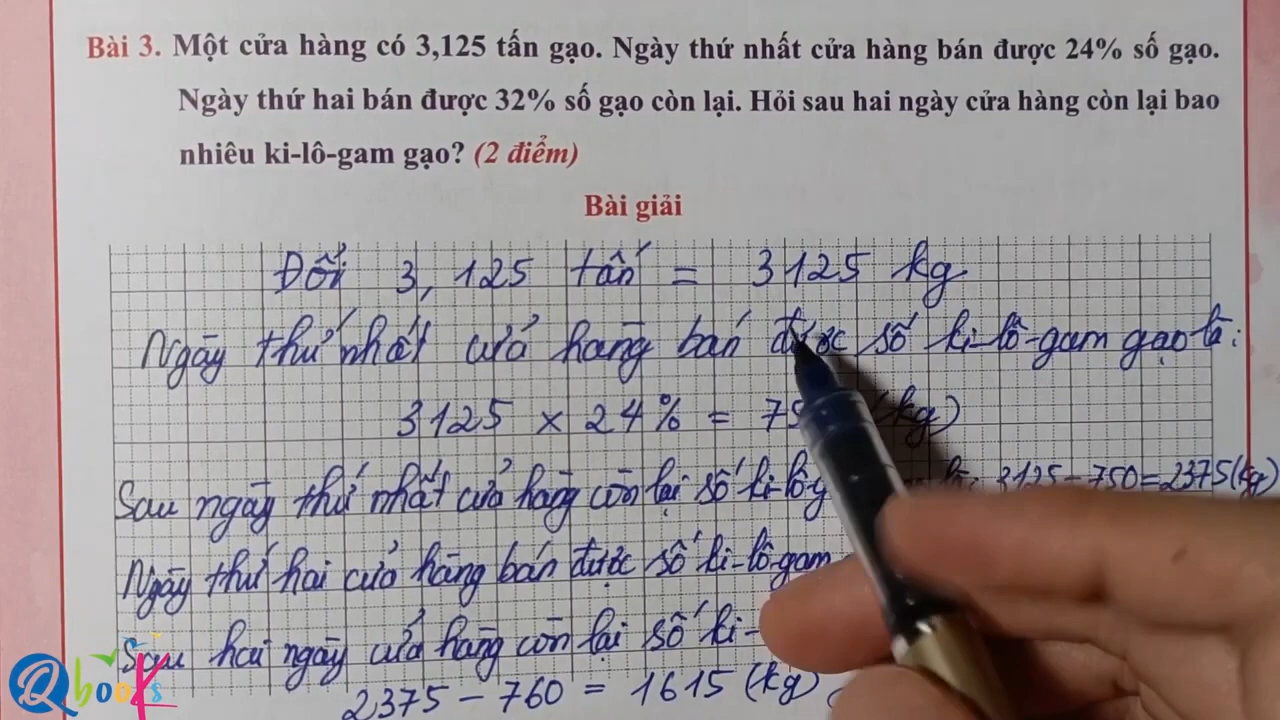 Bài 3. Một cửa hàng có 3,125 tấn gạo. Ngày thứ nhất cửa hàng bán được 24% số gạo.
Ngày thứ hai bán được 32% số gạo còn lại. Hỏi sau hai ngày cửa hàng còn lại bao
nhiêu ki-lô-gam gạo? (2 điểm)
Bài giải
Đổi 3,125 tấn = 3125 kg
Ngày thứ nhất cửa hàng bán được số ki-lô-gam gạo là:
3125 x 24% = 75 (kg)
Sau ngày thứ nhất cửa hàng còn lại số ki-lô-g là: 3125 - 750 = 2375 (kg)
Ngày thứ hai cửa hàng bán được số ki-lô-gam
Sau hai ngày cửa hàng còn lại số ki-
2375 - 760 = 1615 (kg)
Qbooks